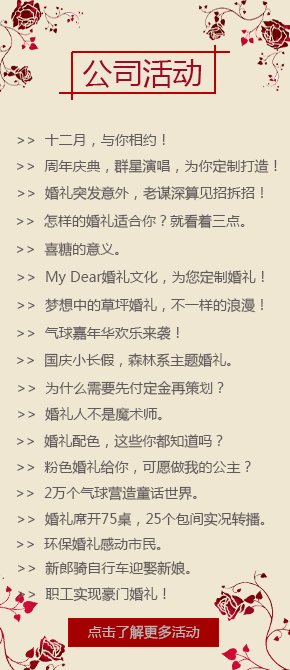 公司活动
>> 十二月，与你相约！
>> 周年庆典，群星演唱，为你定制打造！
>> 婚礼突发意外，老谋深算见招拆招！
>> 怎样的婚礼适合你？就看着三点。
>> 喜糖的意义。
>> My Dear婚礼文化，为您定制婚礼！
>> 梦想中的草坪婚礼，不一样的浪漫！
>> 气球嘉年华欢乐来袭！
>> 国庆小长假，森林系主题婚礼。
>> 为什么需要先付定金再策划？
>> 婚礼人不是魔术师。
>> 婚礼配色，这些你都知道吗？
>> 粉色婚礼给你，可愿做我的公主？
>> 2万个气球营造童话世界。
>> 婚礼席开75桌，25个包间实况转播。
>> 环保婚礼感动市民。
>> 新郎骑自行车迎娶新娘。
>> 职工实现豪门婚礼！
点击了解更多活动